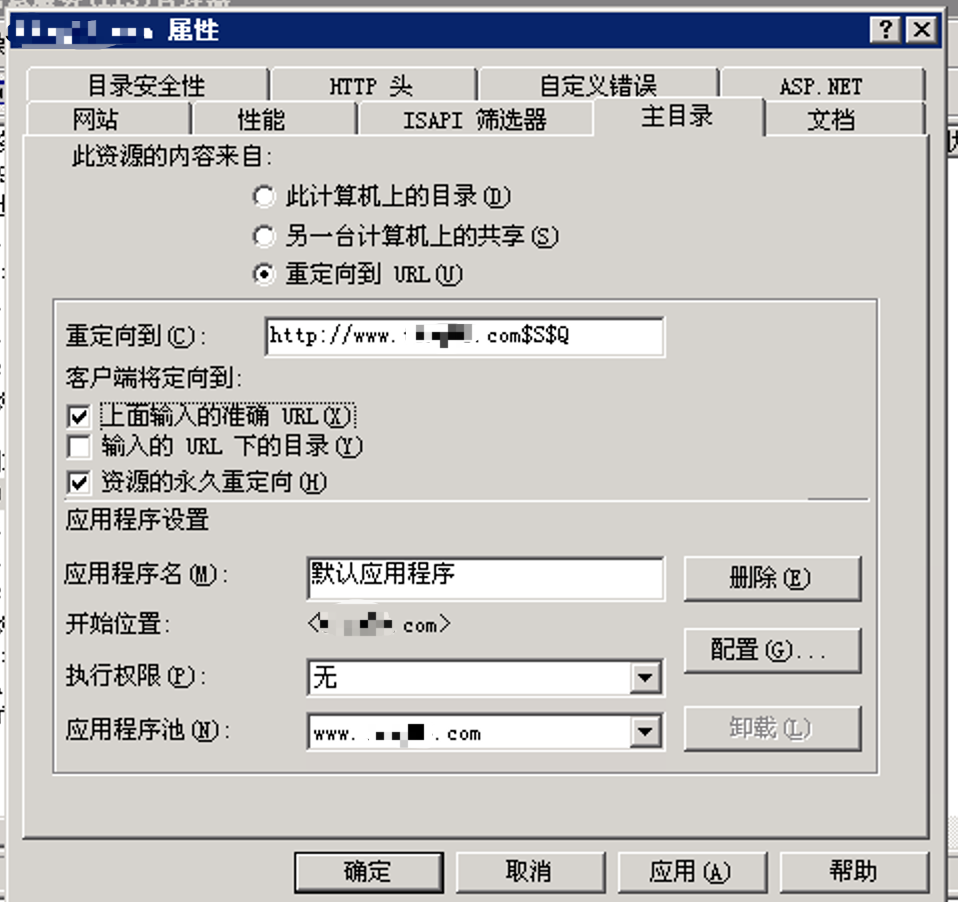 属性
目录安全性 HTTP 头 自定义错误 ASP.NET
网站 性能 ISAPI 筛选器 主目录 文档
此资源的内容来自:
此计算机上的目录(D)
另一台计算机上的共享(S)
重定向到 URL(U)
重定向到(C): http://www. .com$S$Q
客户端将定向到:
上面输入的准确 URL(X)
输入的 URL 下的目录(Y)
资源的永久重定向(H)
应用程序设置
应用程序名(M): 默认应用程序 删除(E)
开始位置: < com>
配置(G)...
执行权限(P): 无
应用程序池(N): www. .com 卸载(L)
确定 取消 应用(A) 帮助